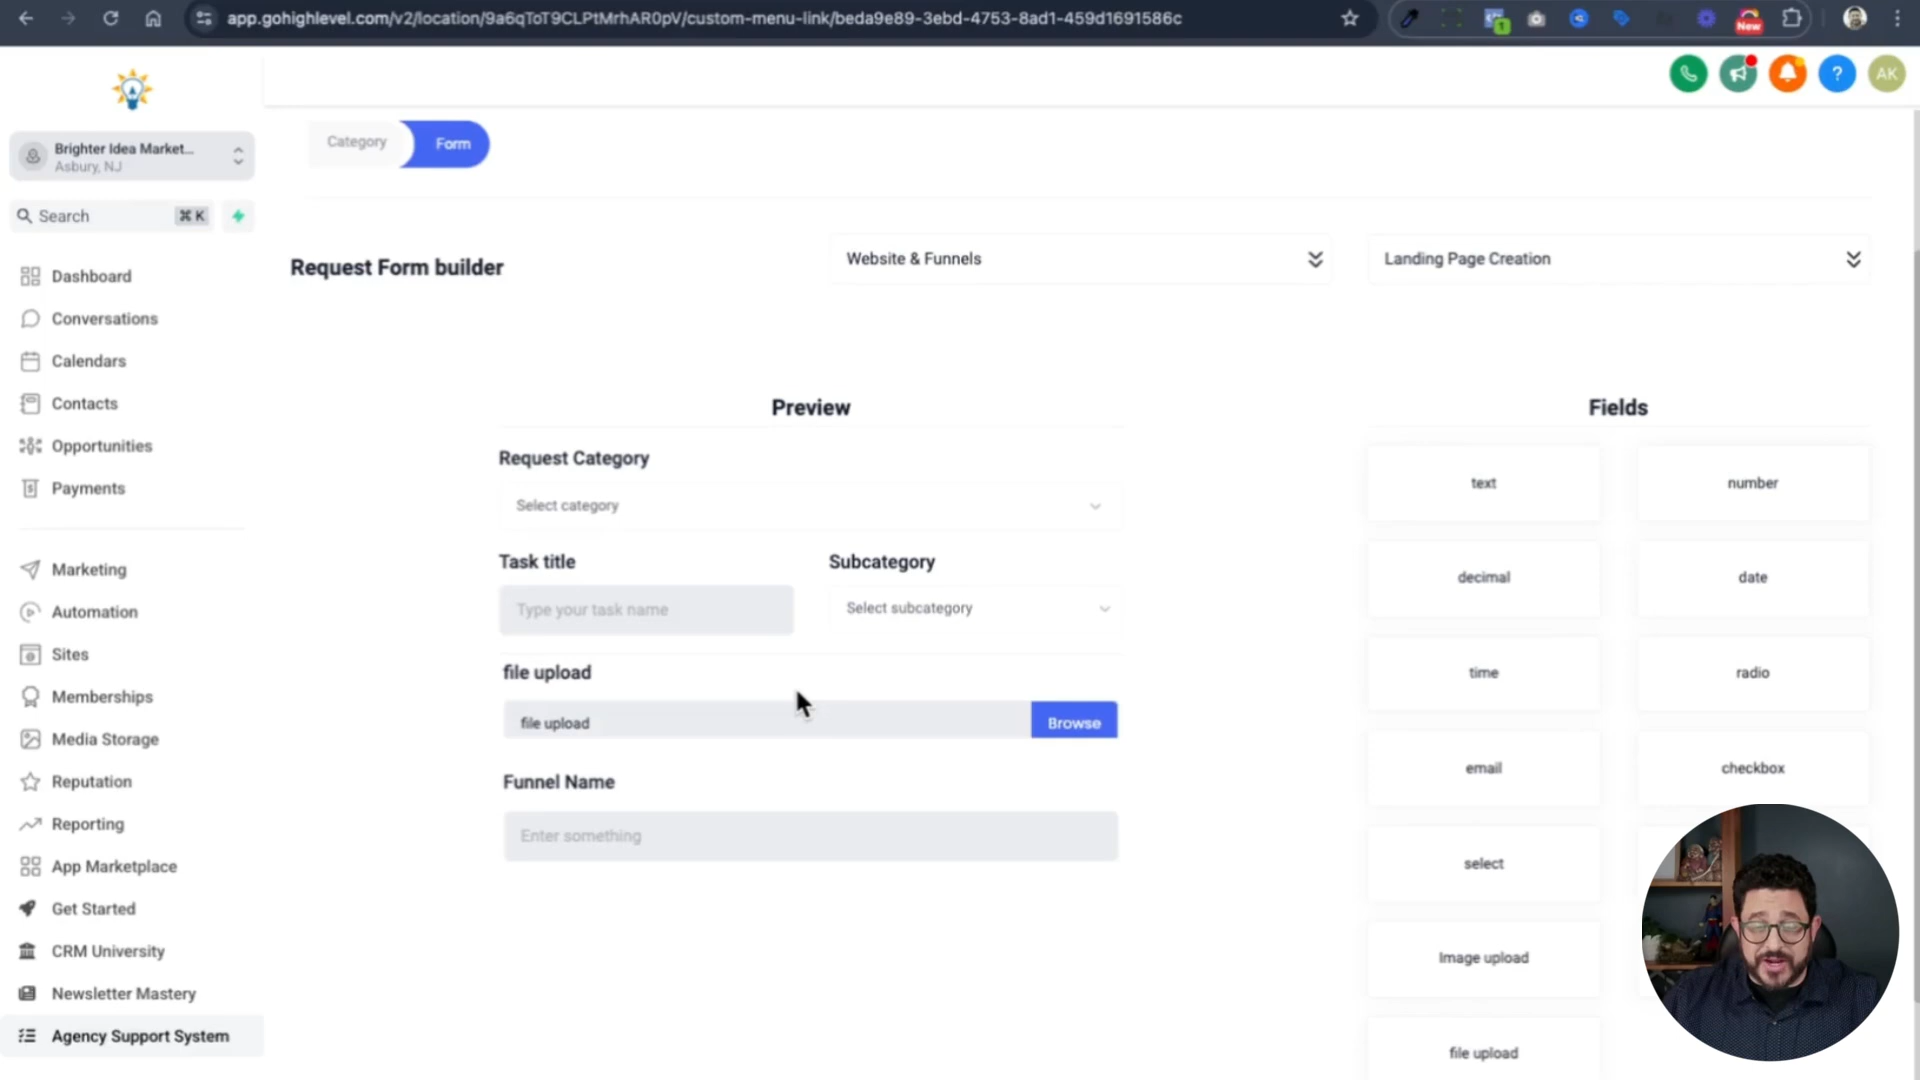 app.gohighlevel.com/v2/location/9a6qToT9CLPtMrhAR0pV/custom-menu-link/beda9e89-3ebd-4753-8ad1-459d1691586c
1
New
AK
Brighter Idea Market...
Asbury, NJ
Search
⌘ K
Dashboard
Conversations
Calendars
Contacts
Opportunities
Payments
Marketing
Automation
Sites
Memberships
Media Storage
Reputation
Reporting
App Marketplace
Get Started
CRM University
Newsletter Mastery
Agency Support System
Category
Form
Request Form builder
Website & Funnels
Landing Page Creation
Preview
Request Category
Select category
Task title
Subcategory
Type your task name
Select subcategory
file upload
file upload
Browse
Funnel Name
Enter something
Fields
text
number
decimal
date
time
radio
email
checkbox
select
Image upload
file upload